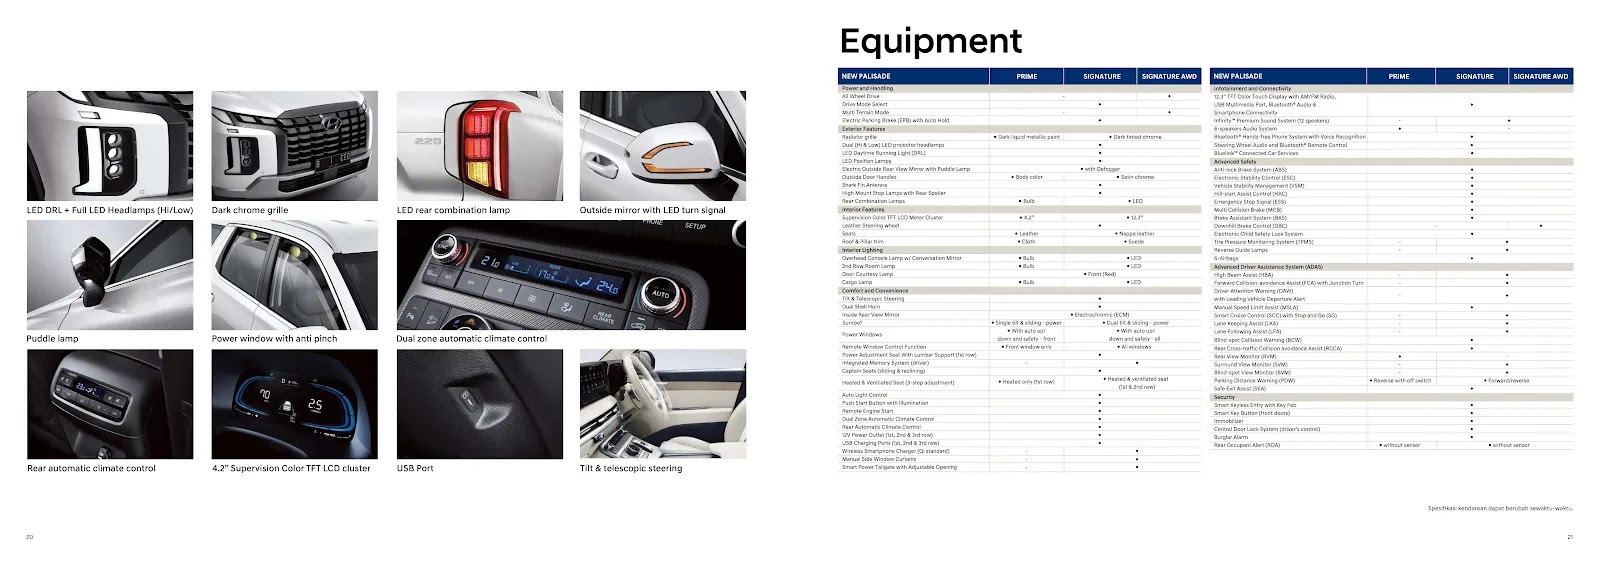 LED DRL + Full LED Headlamps (Hi/Low)
Dark chrome grille
LED rear combination lamp
Outside mirror with LED turn signal
Puddle lamp
Power window with anti pinch
Dual zone automatic climate control
Rear automatic climate control
4.2" Supervision Color TFT LCD cluster
USB Port
Tilt & telescopic steering
20
Equipment
NEW PALISADE PRIME SIGNATURE SIGNATURE AWD
Power and Handling
All Wheel Drive - •
Drive Mode Select •
Multi Terrain Mode - •
Electric Parking Brake (EPB) with Auto Hold •
Exterior Features
Radiator grille • Dark liquid metallic paint • Dark tinted chrome
Dual (Hi & Low) LED projector headlamps •
LED Daytime Running Light (DRL) •
LED Position Lamps •
Electric Outside Rear View Mirror with Puddle Lamp • with Defogger
Outside Door Handles • Body color • Satin chrome
Shark Fin Antenna •
High Mount Stop Lamps with Rear Spoiler •
Rear Combination Lamps • Bulb • LED
Interior Features
Supervision Color TFT LCD Meter Cluster • 4.2" • 12.3"
Leather Steering wheel •
Seats • Leather • Nappa leather
Roof & Pillar trim • Cloth • Suede
Interior Lighting
Overhead Console Lamp w/ Conversation Mirror • Bulb • LED
2nd Row Room Lamp • Bulb • LED
Door Courtesy Lamp • Front (Red)
Cargo Lamp • Bulb • LED
Comfort and Convenience
Tilt & Telescopic Steering •
Dual Shell Horn •
Inside Rear View Mirror • Electrochromic (ECM)
Sunroof • Single tilt & sliding - power • Dual tilt & sliding - power
Power Windows • With auto up/ • With auto up/
down and safety - front down and safety - all
Remote Window Control Function • Front window only • All windows
Power Adjustment Seat With Lumbar Support (1st row) •
Integrated Memory System (driver) - •
Captain Seats (sliding & reclining) •
Heated & Ventilated Seat (3-step adjustment) • Heated only (1st row) • Heated & ventilated seat
(1st & 2nd row)
Auto Light Control •
Push Start Button with Illumination •
Remote Engine Start •
Dual Zone Automatic Climate Control •
Rear Automatic Climate Control •
12V Power Outlet (1st, 2nd & 3rd row) •
USB Charging Ports (1st, 2nd & 3rd row) •
Wireless Smartphone Charger (Qi standard) - •
Manual Side Window Curtains - •
Smart Power Tailgate with Adjustable Opening - •
NEW PALISADE PRIME SIGNATURE SIGNATURE AWD
Infotainment and Connectivity
12.3" TFT Color Touch Display with AM/FM Radio,
USB Multimedia Port, Bluetooth® Audio & •
Smartphone Connectivity
Infinity™ Premium Sound System (12 speakers) - •
6-speakers Audio System • -
Bluetooth® Hands-free Phone System with Voice Recognition •
Steering Wheel Audio and Bluetooth® Remote Control •
Bluelink™ Connected Car Services •
Advanced Safety
Anti-lock Brake System (ABS) •
Electronic Stability Control (ESC) •
Vehicle Stability Management (VSM) •
Hill-start Assist Control (HAC) •
Emergency Stop Signal (ESS) •
Multi Collision Brake (MCB) •
Brake Assistant System (BAS) •
Downhill Brake Control (DBC) - •
Electronic Child Safety Lock System •
Tire Pressure Monitoring System (TPMS) - •
Reverse Guide Lamps - •
6-Airbags •
Advanced Driver Assistance System (ADAS)
High Beam Assist (HBA) - •
Forward Collision-avoidance Assist (FCA) with Junction Turn - •
Driver Attention Warning (DAW)
with Leading Vehicle Departure Alert - •
Manual Speed Limit Assist (MSLA) •
Smart Cruise Control (SCC) with Stop and Go (SG) - •
Lane Keeping Assist (LKA) - •
Lane Following Assist (LFA) - •
Blind-spot Collision Warning (BCW) •
Rear Cross-traffic Collision avoidance Assist (RCCA) •
Rear View Monitor (RVM) • -
Surround View Monitor (SVM) - •
Blind-spot View Monitor (BVM) - •
Parking Distance Warning (PDW) • Reverse with off switch • Forward/reverse
Safe Exit Assist (SEA) •
Security
Smart Keyless Entry with Key Fob •
Smart Key Button (front doors) •
Immobilizer •
Central Door Lock System (driver's control) •
Burglar Alarm •
Rear Occupant Alert (ROA) • without sensor • without sensor
Spesifikasi kendaraan dapat berubah sewaktu-waktu.
21